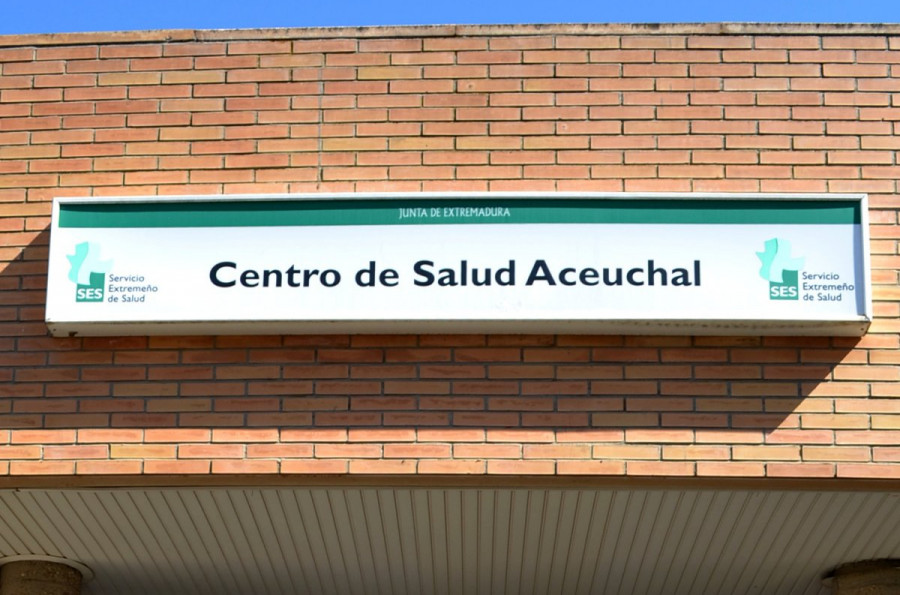 JUNTA DE EXTREMADURA
SES
Servicio
Extremeño
de Salud
Centro de Salud Aceuchal
SES
Servicio
Extremeño
de Salud